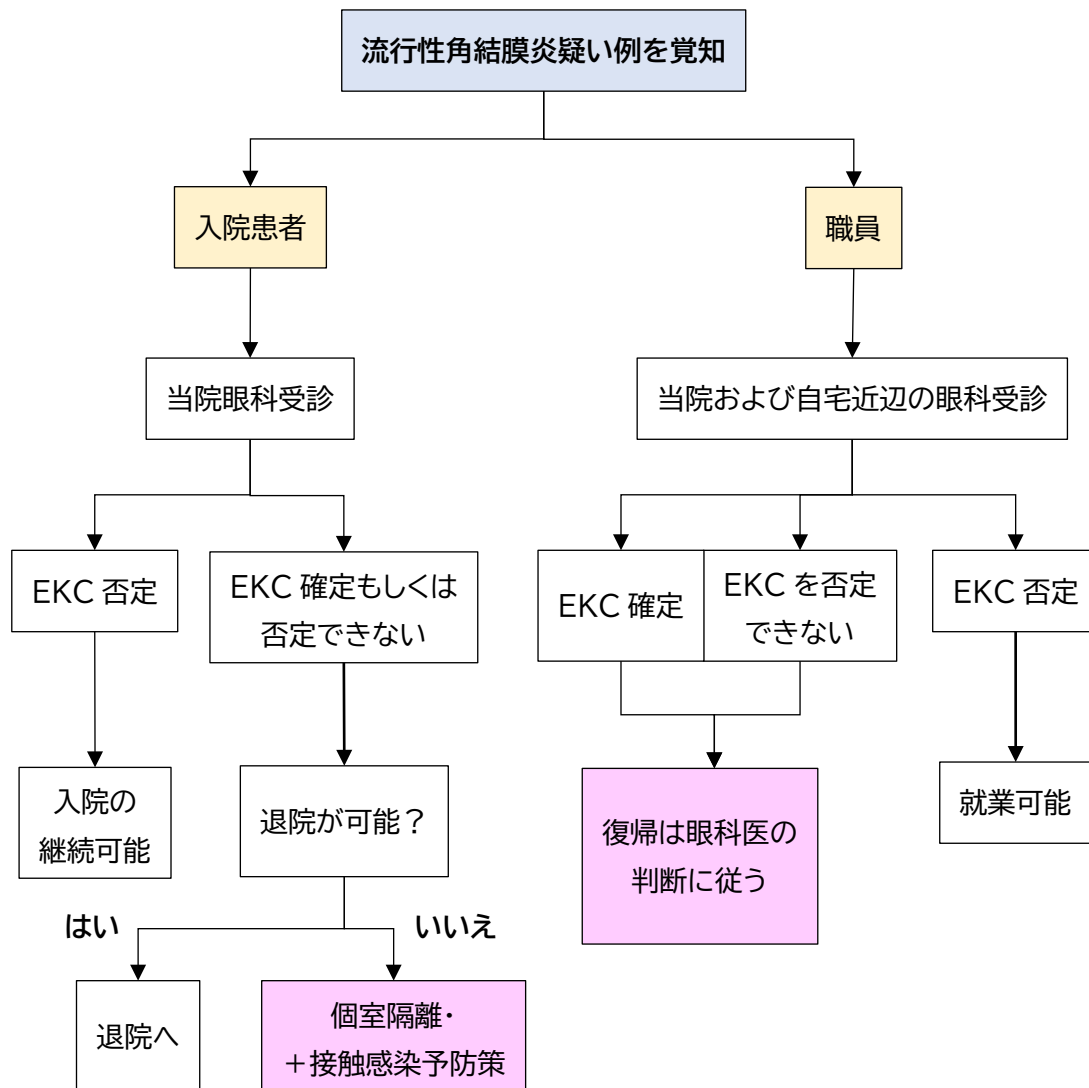 流行性角結膜炎疑い例を覚知
入院患者
職員
当院眼科受診
当院および自宅近辺の眼科受診
EKC 否定
EKC 確定もしくは
否定できない
EKC 確定
EKC を否定
できない
EKC 否定
入院の
継続可能
退院が可能？
復帰は眼科医の
判断に従う
就業可能
はい
いいえ
退院へ
個室隔離・
＋接触感染予防策